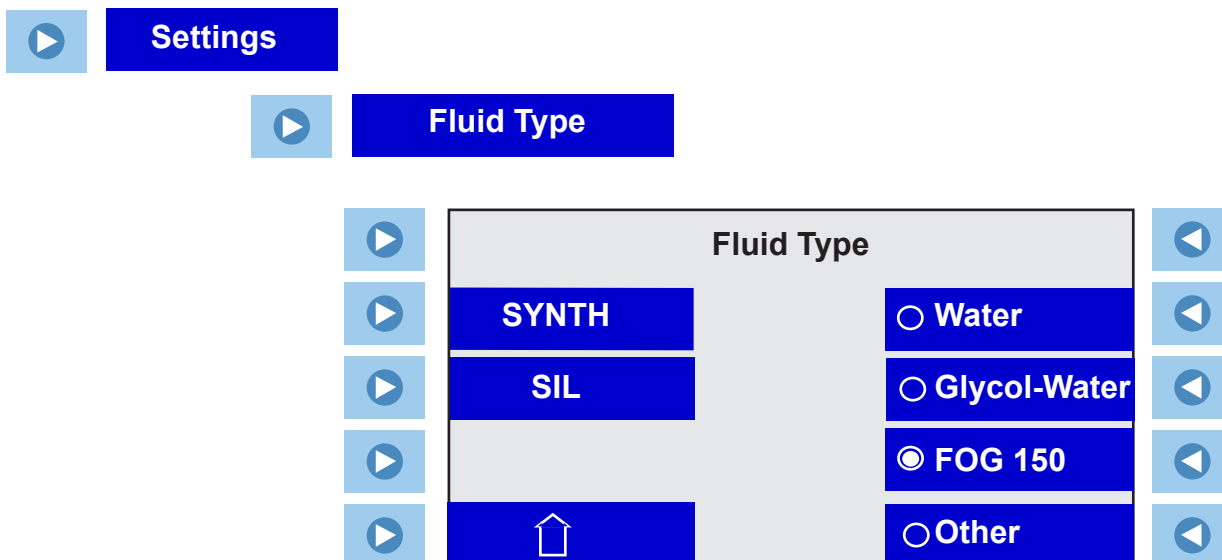 Settings
Fluid Type
Fluid Type
SYNTH
Water
SIL
Glycol-Water
FOG 150
Other